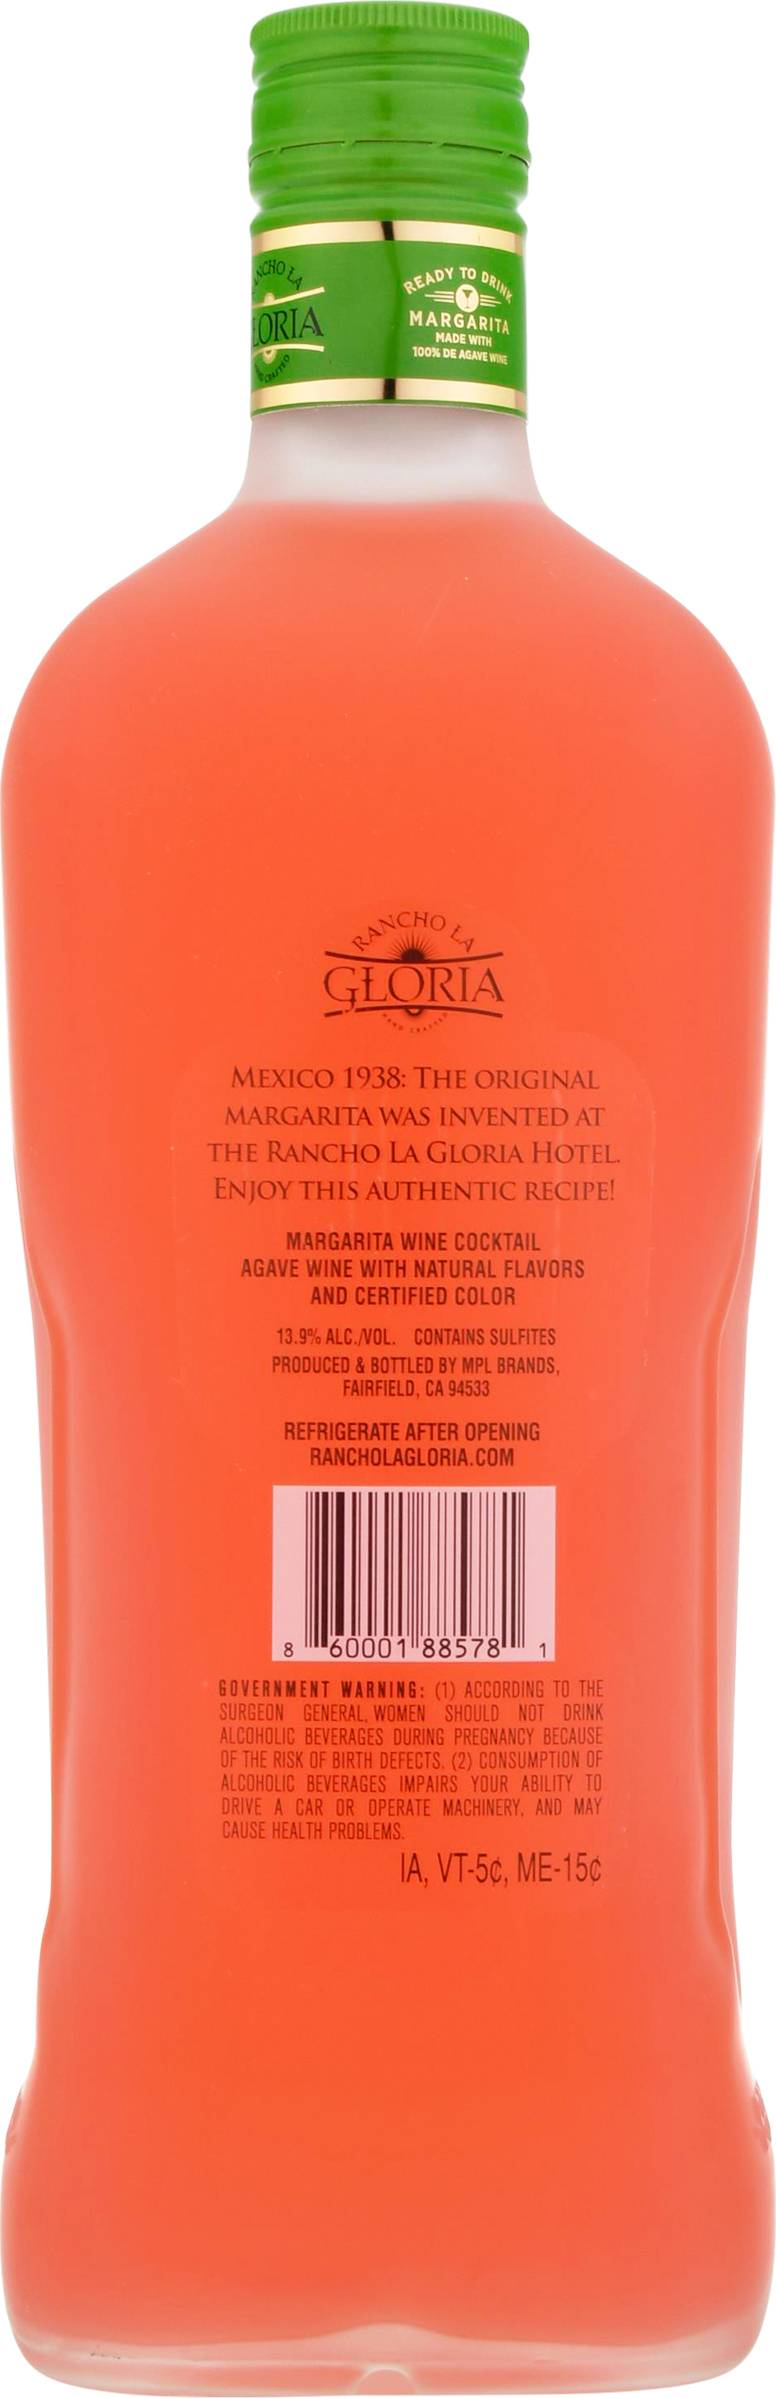 LA
ORIA
READY TO DRINK
MARGARITA
MADE WITH
100% DE AGAVE WINE
RANCHO LA
GLORIA
HAND CRAFTED
MEXICO 1938: THE ORIGINAL
MARGARITA WAS INVENTED AT
THE RANCHO LA GLORIA HOTEL.
ENJOY THIS AUTHENTIC RECIPE!
MARGARITA WINE COCKTAIL
AGAVE WINE WITH NATURAL FLAVORS
AND CERTIFIED COLOR
13.9% ALC./VOL. CONTAINS SULFITES
PRODUCED & BOTTLED BY MPL BRANDS,
FAIRFIELD, CA 94533
REFRIGERATE AFTER OPENING
RANCHOLAGLORIA.COM
8 60001 88578 1
GOVERNMENT WARNING: (1) ACCORDING TO THE
SURGEON GENERAL, WOMEN SHOULD NOT DRINK
ALCOHOLIC BEVERAGES DURING PREGNANCY BECAUSE
OF THE RISK OF BIRTH DEFECTS. (2) CONSUMPTION OF
ALCOHOLIC BEVERAGES IMPAIRS YOUR ABILITY TO
DRIVE A CAR OR OPERATE MACHINERY, AND MAY
CAUSE HEALTH PROBLEMS.
IA, VT-5¢, ME-15¢